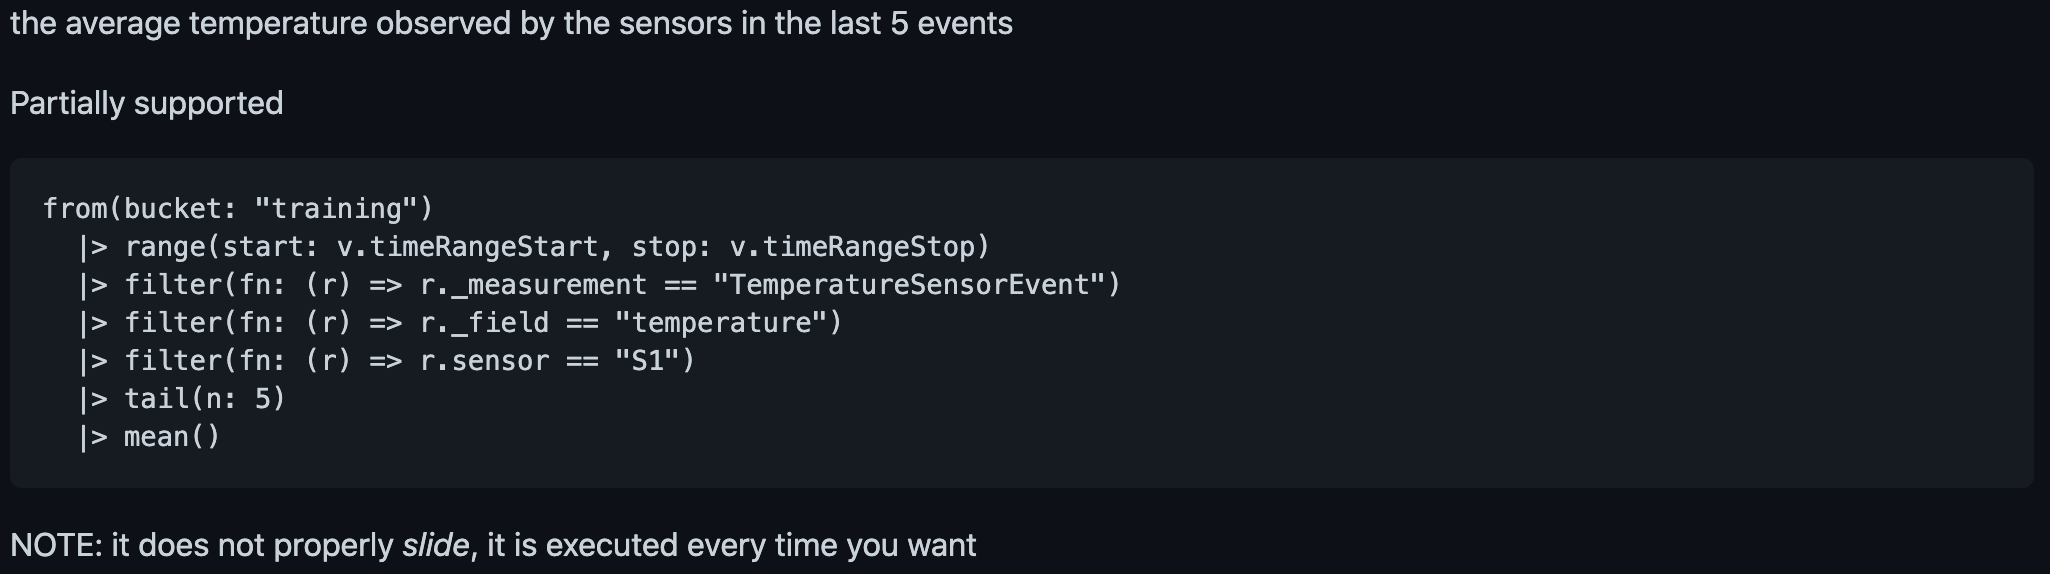 the average temperature observed by the sensors in the last 5 events
Partially supported
from(bucket: "training")
  |> range(start: v.timeRangeStart, stop: v.timeRangeStop)
  |> filter(fn: (r) => r._measurement == "TemperatureSensorEvent")
  |> filter(fn: (r) => r._field == "temperature")
  |> filter(fn: (r) => r.sensor == "S1")
  |> tail(n: 5)
  |> mean()
NOTE: it does not properly slide, it is executed every time you want